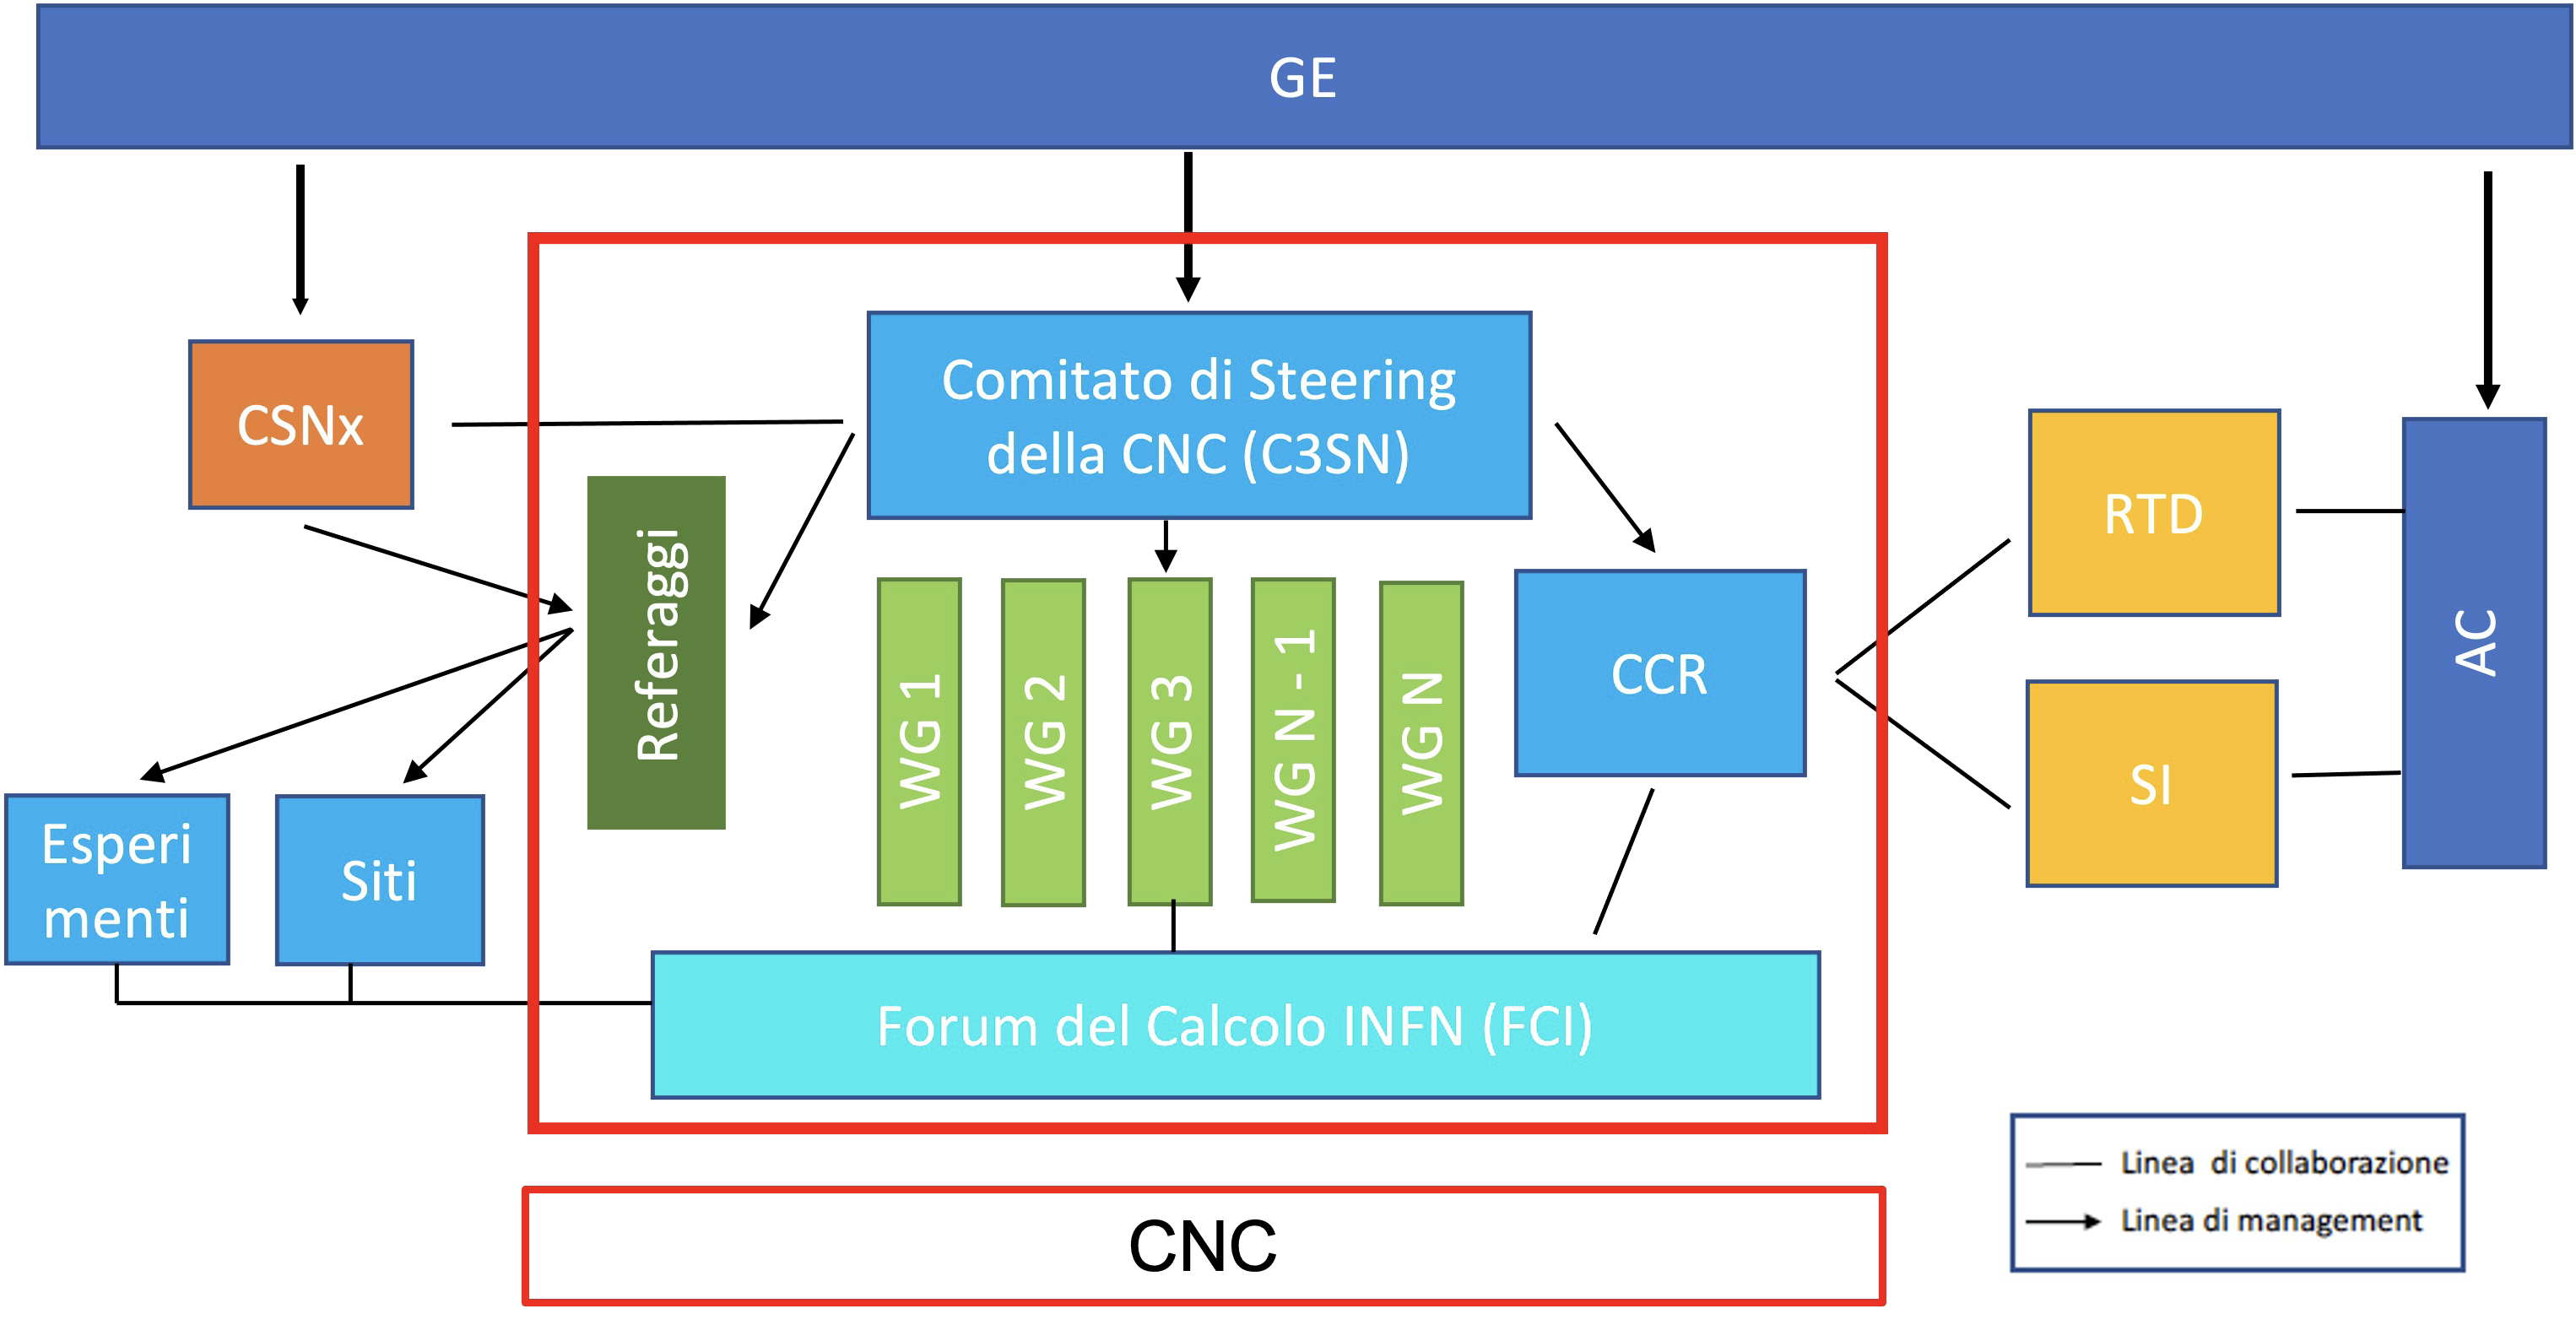 GE
CSNx
Comitato di Steering
della CNC (C3SN)
Referaggi
WG 1
WG 2
WG 3
WG N - 1
WG N
CCR
RTD
SI
AC
Esperi
menti
Siti
Forum del Calcolo INFN (FCI)
CNC
Linea di collaborazione
Linea di management